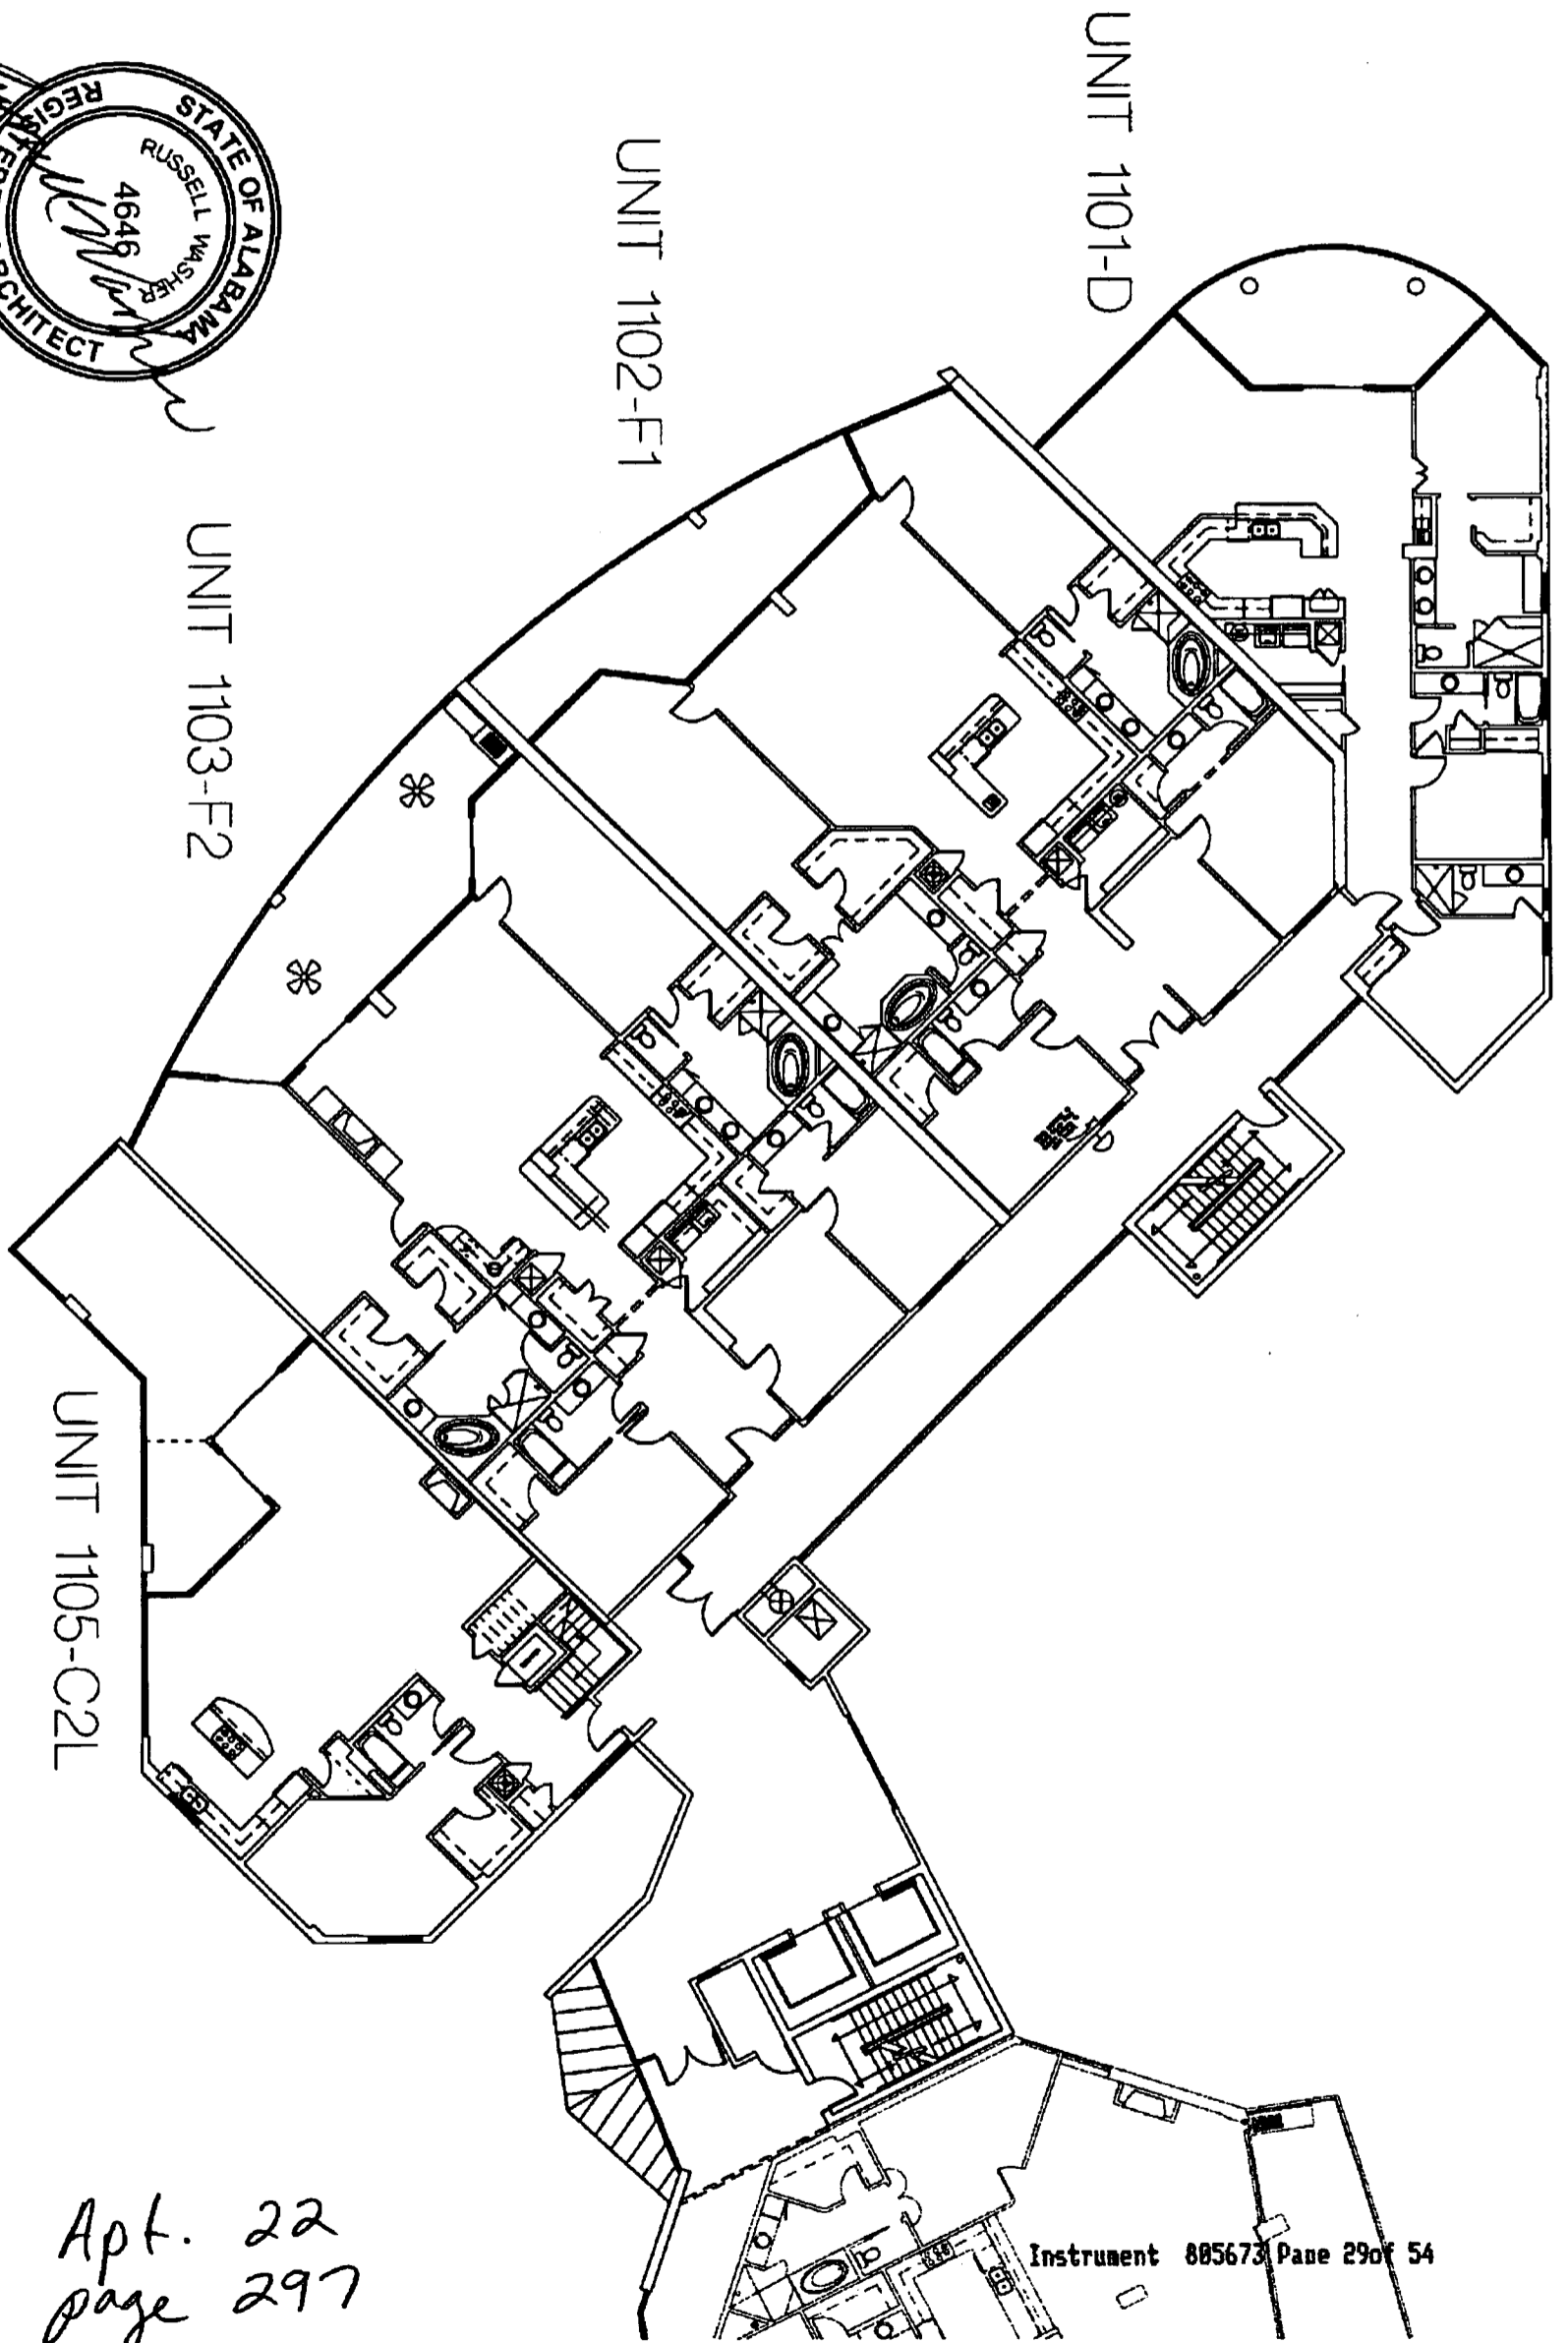 UNIT 1101-D
UNIT 1102-F1
UNIT 1103-F2
UNIT 1105-C2L
STATE OF ALABAMA
RUSSELL WASHER
4646
ARCHITECT
Instrument 805673 Page 29of 54
Apt. 22
page 297